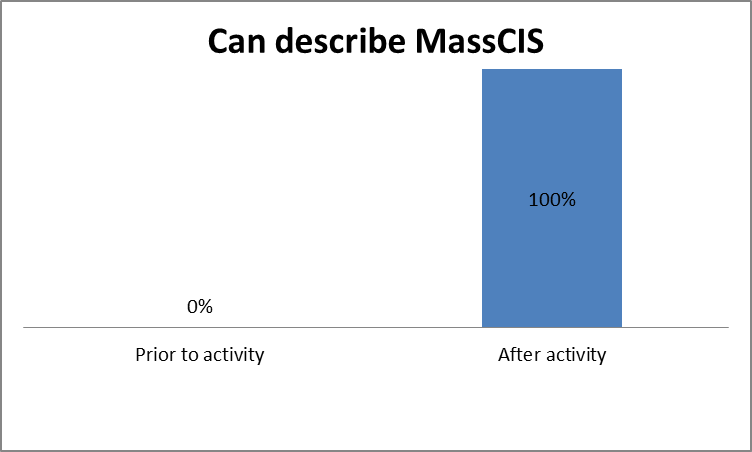 Can describe MassCIS
100%
0%
Prior to activity
After activity